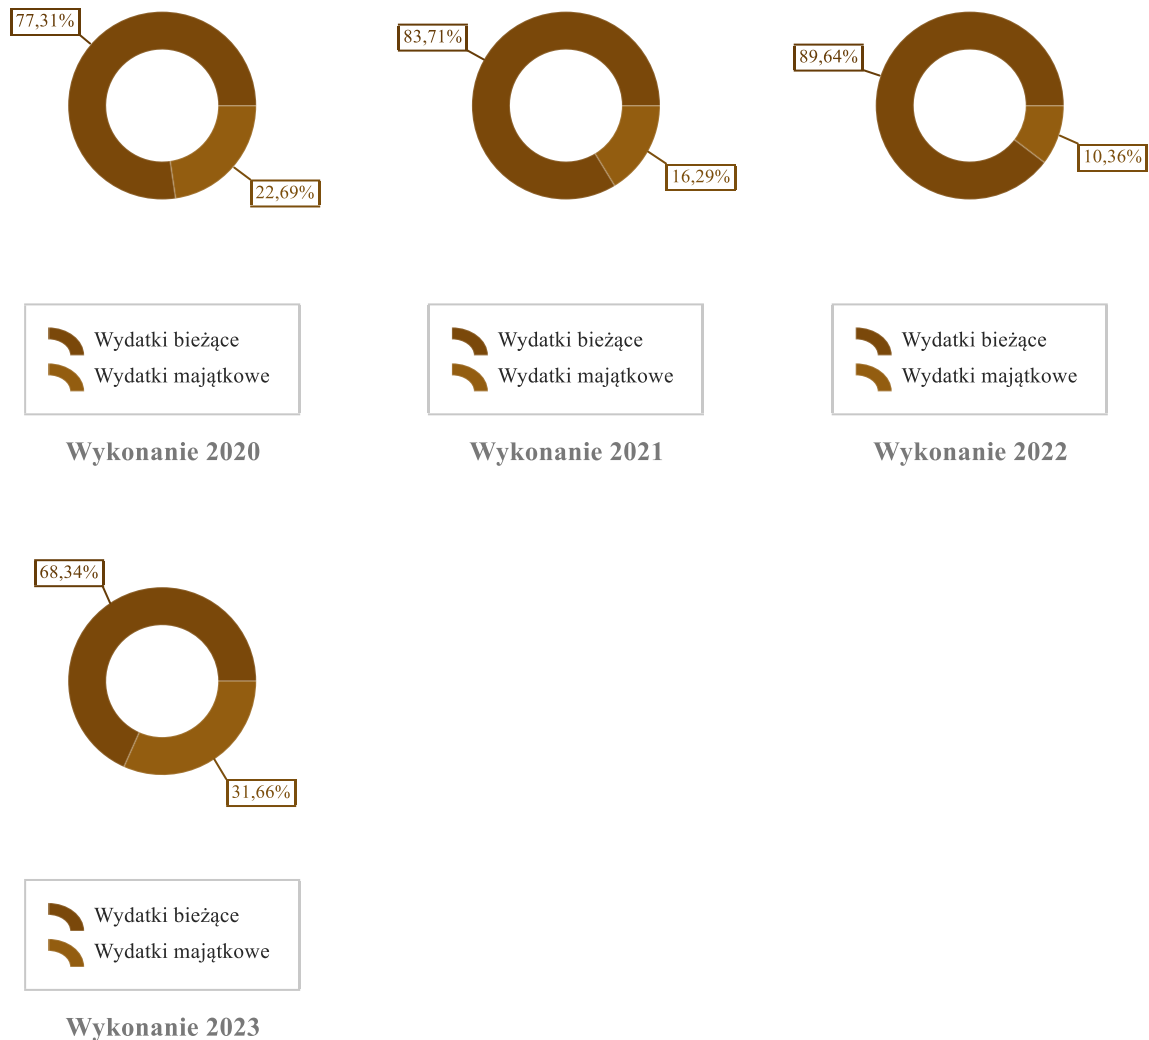 77,31%
22,69%
Wydatki bieżące
Wydatki majątkowe
Wykonanie 2020
83,71%
16,29%
Wydatki bieżące
Wydatki majątkowe
Wykonanie 2021
89,64%
10,36%
Wydatki bieżące
Wydatki majątkowe
Wykonanie 2022
68,34%
31,66%
Wydatki bieżące
Wydatki majątkowe
Wykonanie 2023